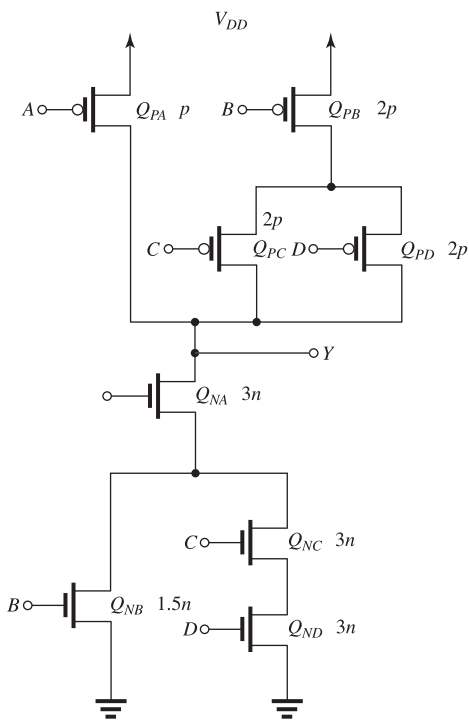 V_DD
A Q_PA p B Q_PB 2p
2p
C Q_PC D Q_PD 2p
Y
Q_NA 3n
C Q_NC 3n
B Q_NB 1.5n
D Q_ND 3n